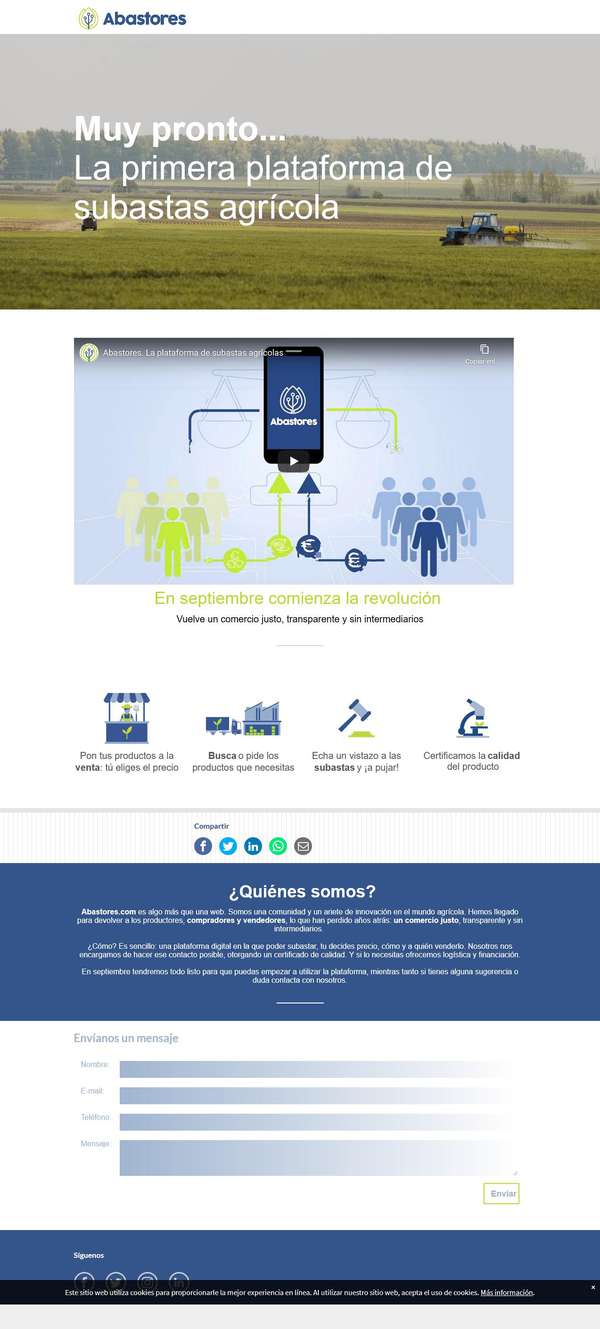 Abastores
Muy pronto...
La primera plataforma de
subastas agrícola
Abastores. La plataforma de subastas agrícolas
Copiar enl
Abastores
En septiembre comienza la revolución
Vuelve un comercio justo, transparente y sin intermediarios
Pon tus productos a la
venta: tú eliges el precio
Busca o pide los
productos que necesitas
Echa un vistazo a las
subastas y ¡a pujar!
Certificamos la calidad
del producto
Compartir
¿Quiénes somos?
Abastores.com es algo más que una web. Somos una comunidad y un ariete de innovación en el mundo agrícola. Hemos llegado
para devolver a los productores, compradores y vendedores, lo que han perdido años atrás: un comercio justo, transparente y sin
intermediarios.
¿Cómo? Es sencillo: una plataforma digital en la que poder subastar, tu decides precio, cómo y a quién venderlo. Nosotros nos
encargamos de hacer ese contacto posible, otorgando un certificado de calidad. Y si lo necesitas ofrecemos logística y financiación.
En septiembre tendremos todo listo para que puedas empezar a utilizar la plataforma, mientras tanto si tienes alguna sugerencia o
duda contacta con nosotros.
Envíanos un mensaje
Nombre:
E-mail:
Teléfono:
Mensaje:
Enviar
Síguenos
Este sitio web utiliza cookies para proporcionarle la mejor experiencia en línea. Al utilizar nuestro sitio web, acepta el uso de cookies. Más información.